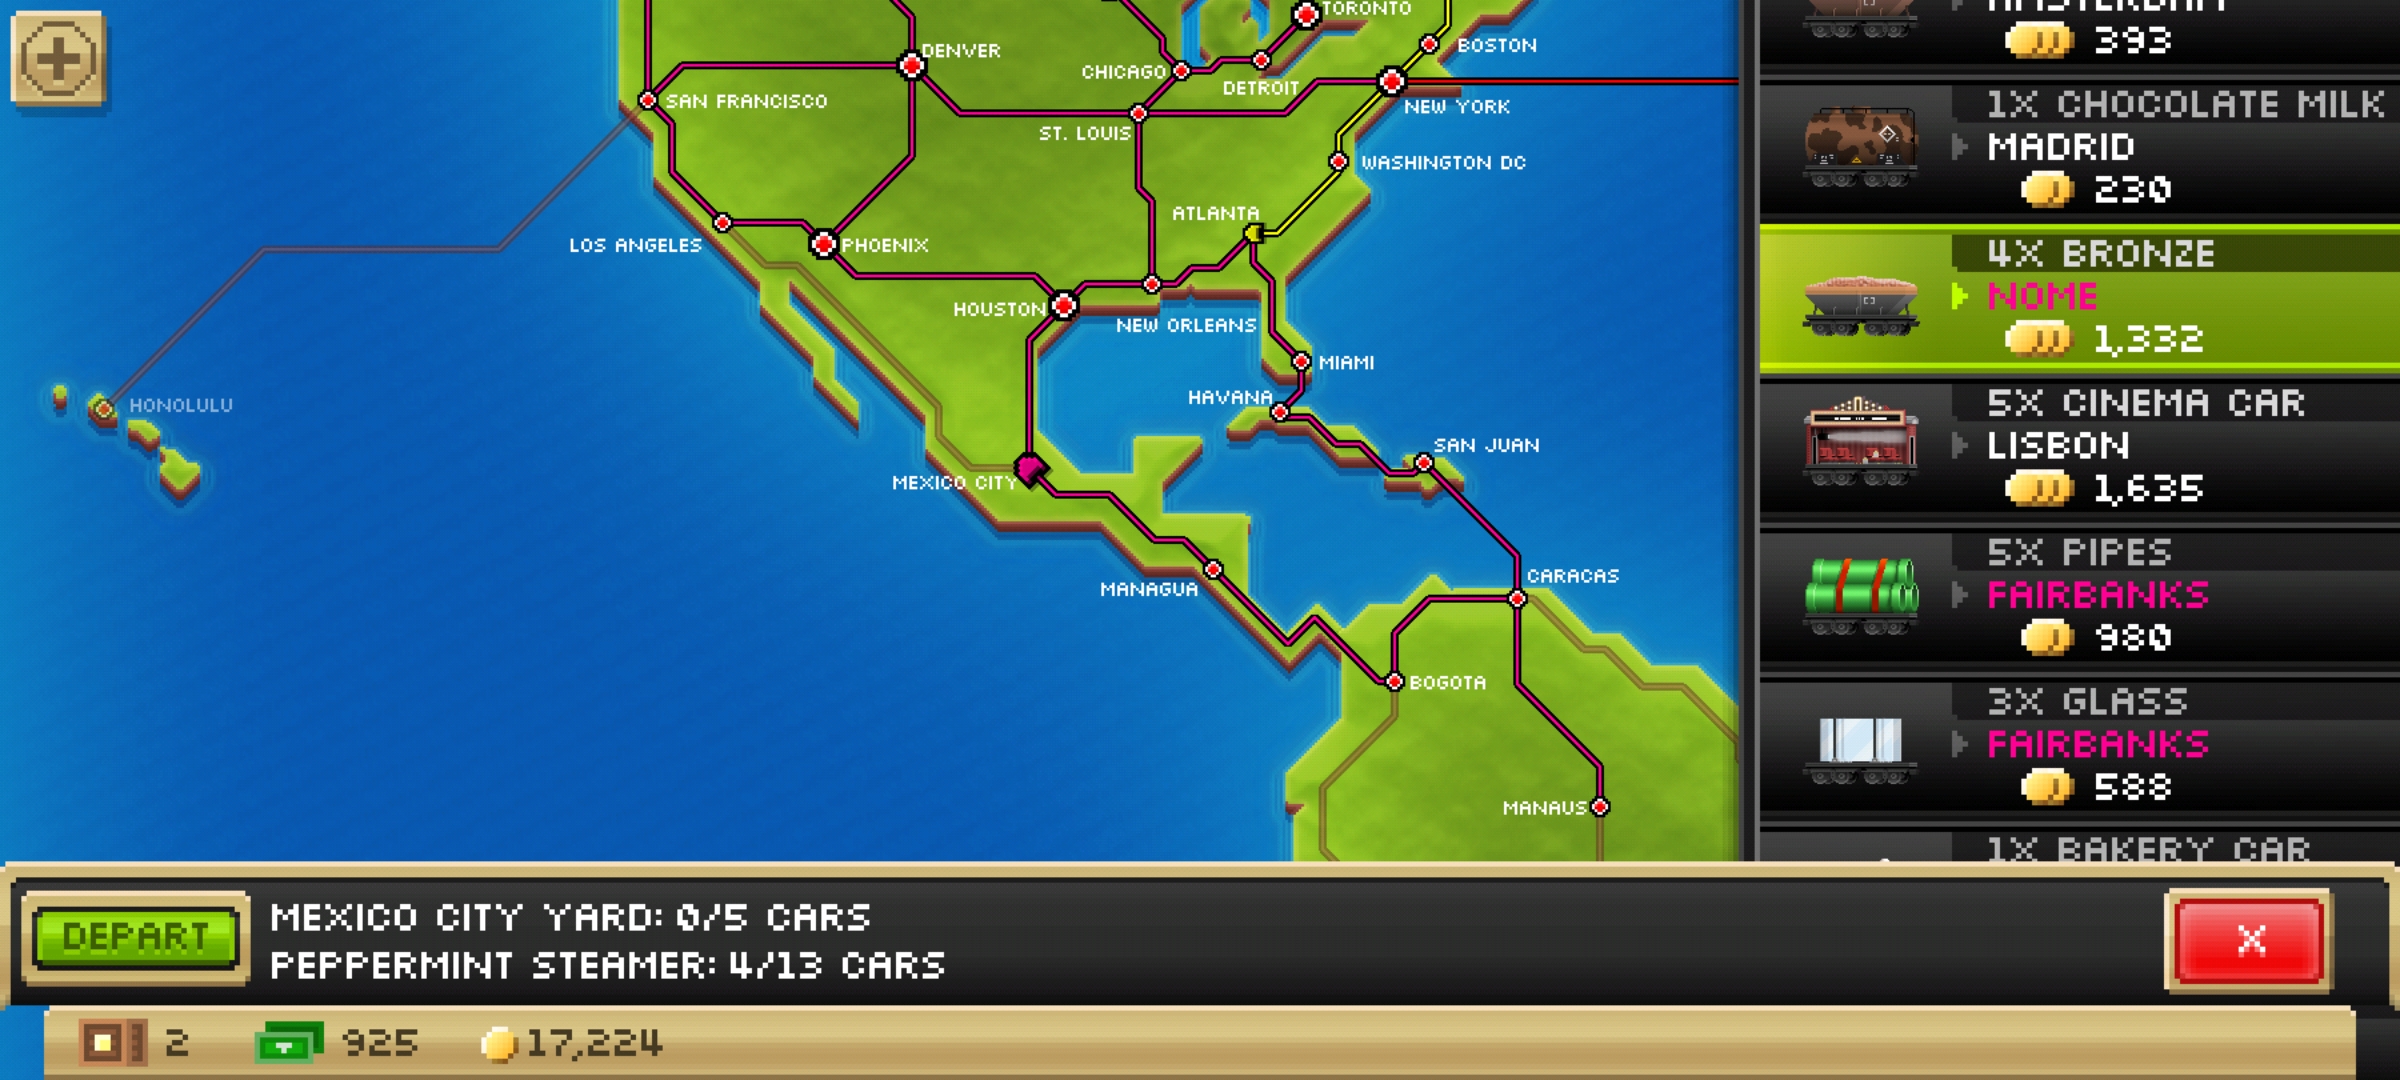 TORONTO
BOSTON
DENVER
CHICAGO
DETROIT
SAN FRANCISCO
NEW YORK
ST. LOUIS
WASHINGTON DC
ATLANTA
LOS ANGELES
PHOENIX
HOUSTON
NEW ORLEANS
MIAMI
HAVANA
HONOLULU
SAN JUAN
MEXICO CITY
CARACAS
MANAGUA
BOGOTA
MANAUS
AMSTERDAM
393
1X CHOCOLATE MILK
MADRID
230
4X BRONZE
NOME
1,332
5X CINEMA CAR
LISBON
1,635
5X PIPES
FAIRBANKS
980
3X GLASS
FAIRBANKS
588
1X BAKERY CAR
DEPART
MEXICO CITY YARD: 0/5 CARS
PEPPERMINT STEAMER: 4/13 CARS
X
2
925
17,224